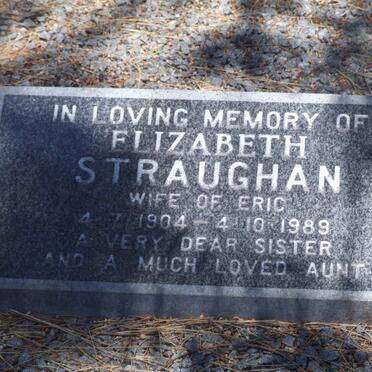 IN LOVING MEMORY OF
ELIZABETH
STRAUGHAN
WIFE OF ERIC
4-7-1904 - 4-10-1989
A VERY DEAR SISTER
AND A MUCH LOVED AUNT